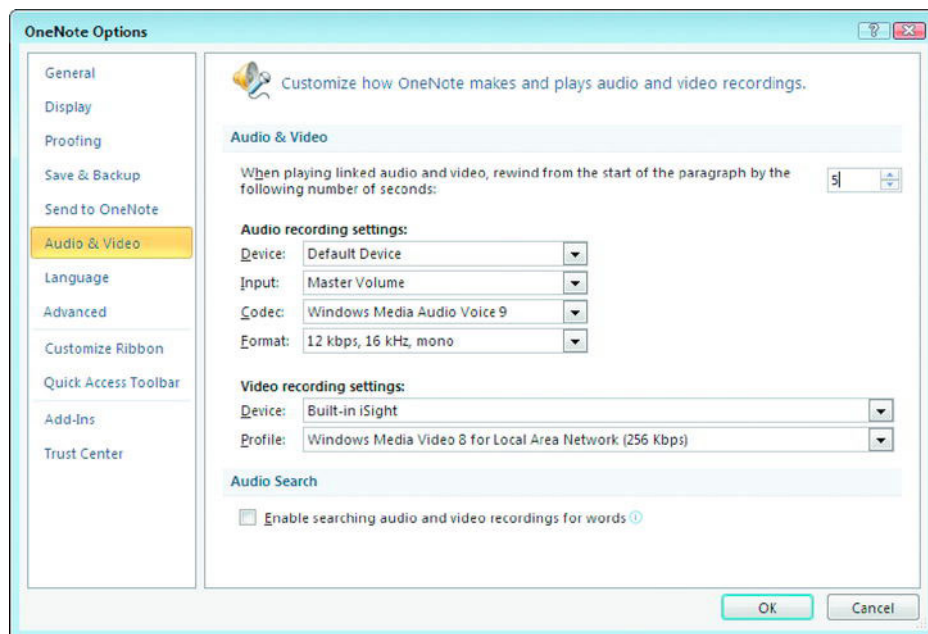 OneNote Options
General
Display
Proofing
Save & Backup
Send to OneNote
Audio & Video
Language
Advanced
Customize Ribbon
Quick Access Toolbar
Add-Ins
Trust Center
Customize how OneNote makes and plays audio and video recordings.
Audio & Video
When playing linked audio and video, rewind from the start of the paragraph by the
following number of seconds:
5
Audio recording settings:
Device: Default Device
Input: Master Volume
Codec: Windows Media Audio Voice 9
Format: 12 kbps, 16 kHz, mono
Video recording settings:
Device: Built-in iSight
Profile: Windows Media Video 8 for Local Area Network (256 Kbps)
Audio Search
Enable searching audio and video recordings for words
OK Cancel